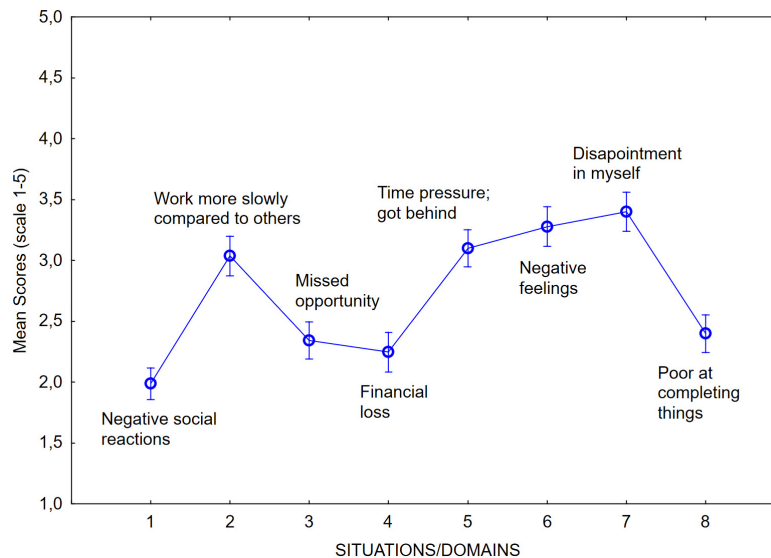 5,0
4,5
4,0
3,5
3,0
2,5
2,0
1,5
1,0
Mean Scores (scale 1-5)
Negative social
reactions
Work more slowly
compared to others
Missed
opportunity
Financial
loss
Time pressure;
got behind
Negative
feelings
Disapointment
in myself
Poor at
completing
things
1 2 3 4 5 6 7 8
SITUATIONS/DOMAINS